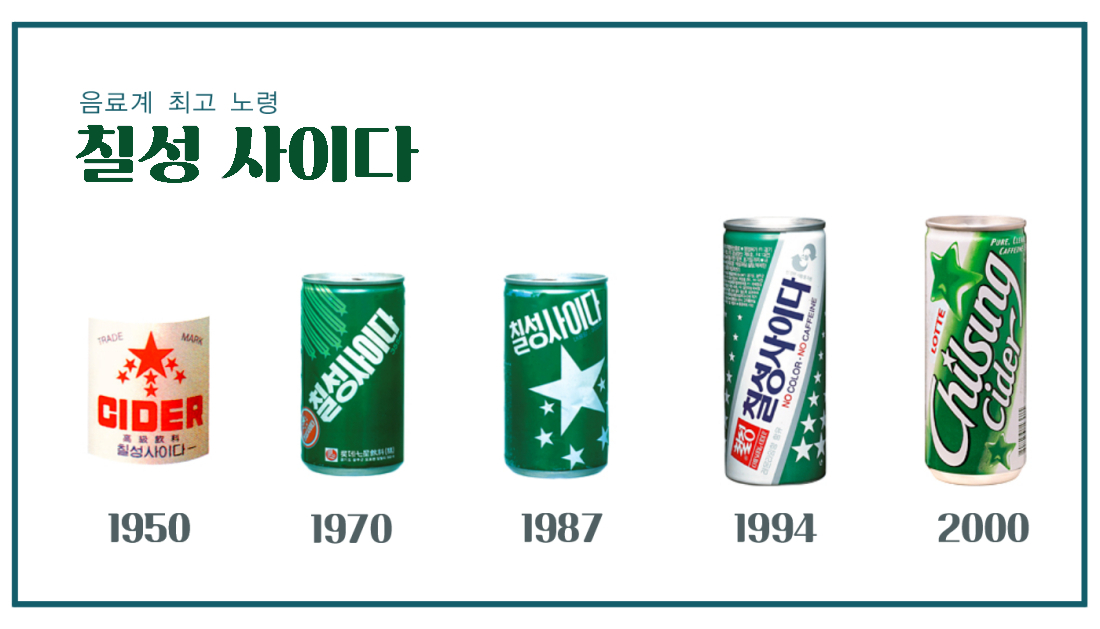 음료계 최고 노령
칠성 사이다
TRADE MARK
CIDER
高級飮料
칠성사이다
칠성사이다
칠성사이다
칠성사이다
NO COLOR · NO CAFFEINE
LOTTE
PURE, CLEAR
CAFFEINE
Chilsung
Cider
1950
1970
1987
1994
2000